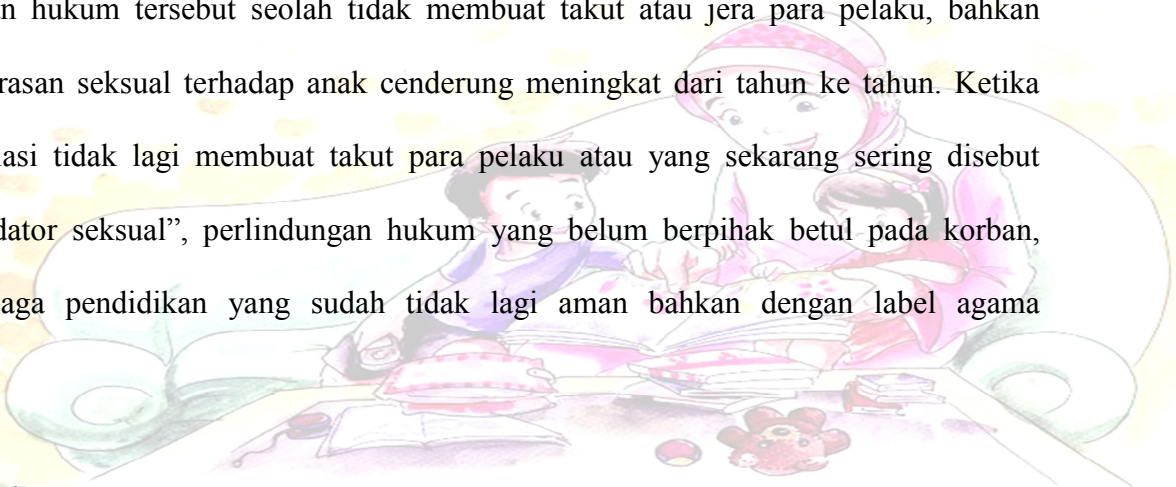 n hukum tersebut seolah tidak membuat takut atau jera para pelaku, bahkan
rasan seksual terhadap anak cenderung meningkat dari tahun ke tahun. Ketika
asi tidak lagi membuat takut para pelaku atau yang sekarang sering disebut
dator seksual”, perlindungan hukum yang belum berpihak betul pada korban,
aga pendidikan yang sudah tidak lagi aman bahkan dengan label agama